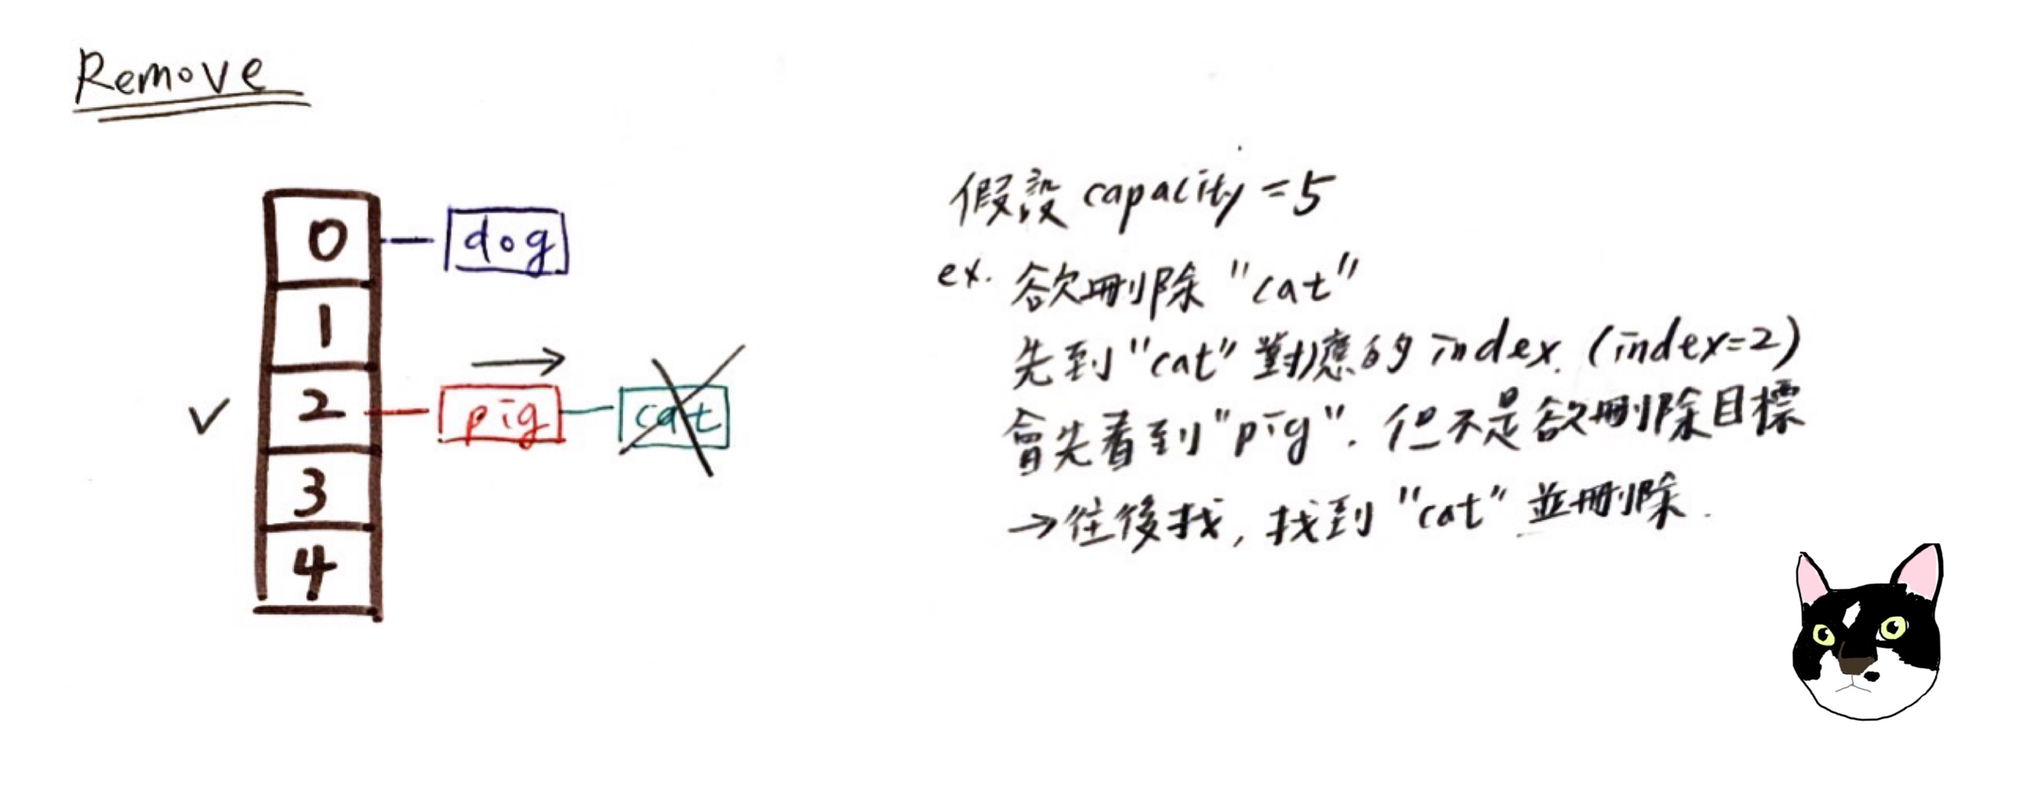 Remove
0
dog
1
2
pig
cat
3
4
假設 capacity = 5
ex. 欲刪除 "cat"
先到 "cat" 對應的 index. (index=2)
會先看到 "pig". 但不是欲刪除目標
→往後找, 找到 "cat" 並刪除.